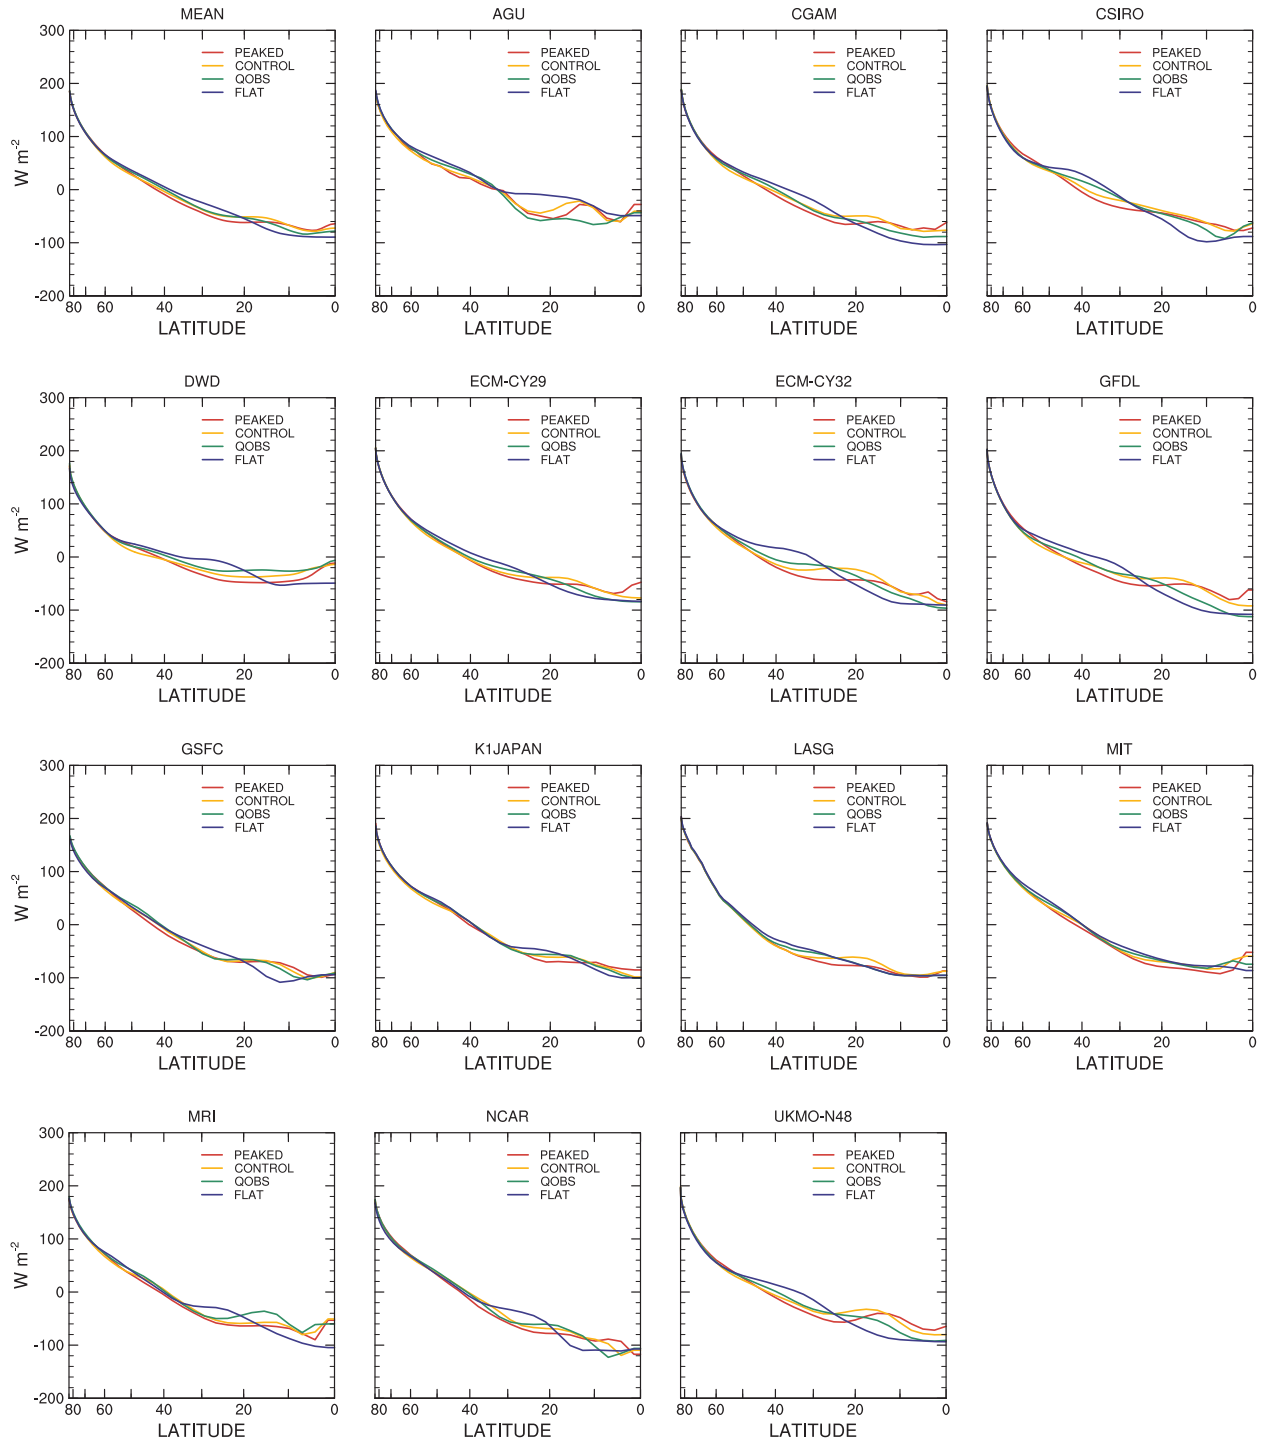 MEAN
300
200
100
0
-100
-200
W m-2
PEAKED
CONTROL
QOBS
FLAT
80 60 40 20 0
LATITUDE
AGU
PEAKED
CONTROL
QOBS
FLAT
80 60 40 20 0
LATITUDE
CGAM
PEAKED
CONTROL
QOBS
FLAT
80 60 40 20 0
LATITUDE
CSIRO
PEAKED
CONTROL
QOBS
FLAT
80 60 40 20 0
LATITUDE
DWD
300
200
100
0
-100
-200
W m-2
PEAKED
CONTROL
QOBS
FLAT
80 60 40 20 0
LATITUDE
ECM-CY29
PEAKED
CONTROL
QOBS
FLAT
80 60 40 20 0
LATITUDE
ECM-CY32
PEAKED
CONTROL
QOBS
FLAT
80 60 40 20 0
LATITUDE
GFDL
PEAKED
CONTROL
QOBS
FLAT
80 60 40 20 0
LATITUDE
GSFC
300
200
100
0
-100
-200
W m-2
PEAKED
CONTROL
QOBS
FLAT
80 60 40 20 0
LATITUDE
K1JAPAN
PEAKED
CONTROL
QOBS
FLAT
80 60 40 20 0
LATITUDE
LASG
PEAKED
CONTROL
QOBS
FLAT
80 60 40 20 0
LATITUDE
MIT
PEAKED
CONTROL
QOBS
FLAT
80 60 40 20 0
LATITUDE
MRI
300
200
100
0
-100
-200
W m-2
PEAKED
CONTROL
QOBS
FLAT
80 60 40 20 0
LATITUDE
NCAR
PEAKED
CONTROL
QOBS
FLAT
80 60 40 20 0
LATITUDE
UKMO-N48
PEAKED
CONTROL
QOBS
FLAT
80 60 40 20 0
LATITUDE